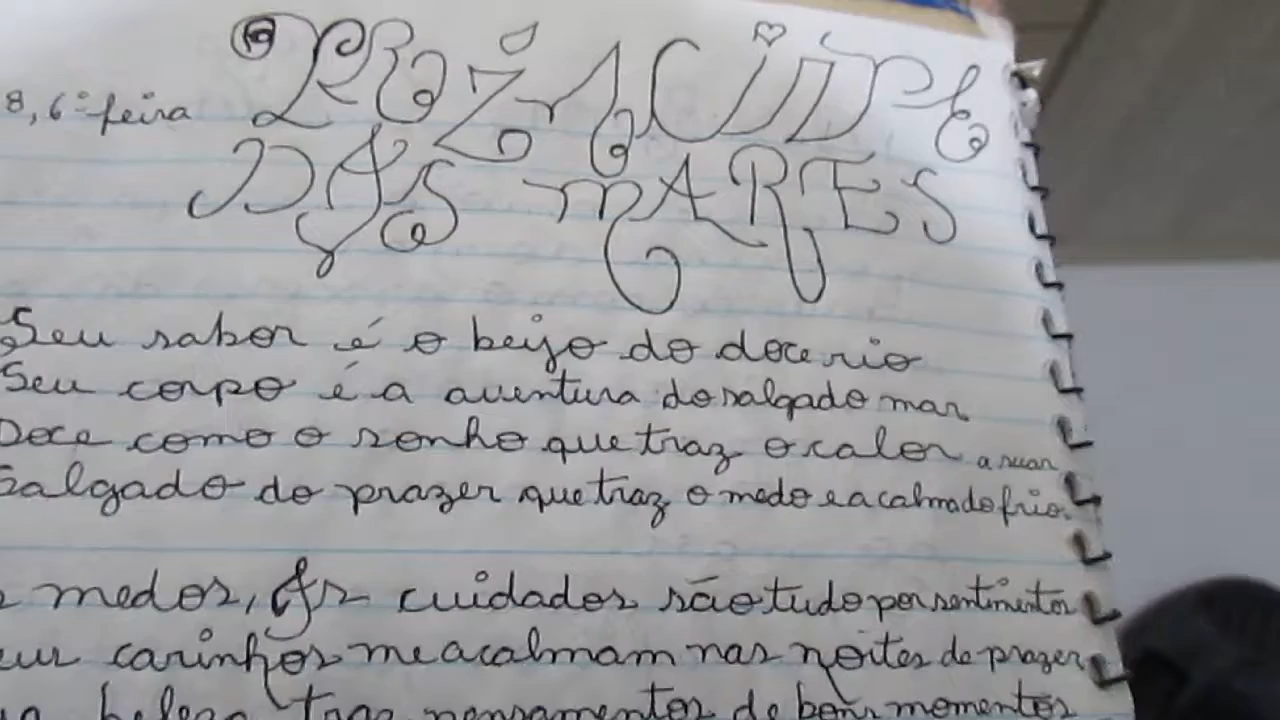 8, 6ª feira
DAS MARES
Seu sabor é o beijo do doce rio
Seu corpo é a aventura do salgado mar
Doce como o sonho que traz o calor a suar
Salgado do prazer que traz o medo e a calma do frio.
medos, As cuidados são tudo por sentimentos
carinhos me acalmam nas noites de prazer
beleza traz pensamentos de bons momentos